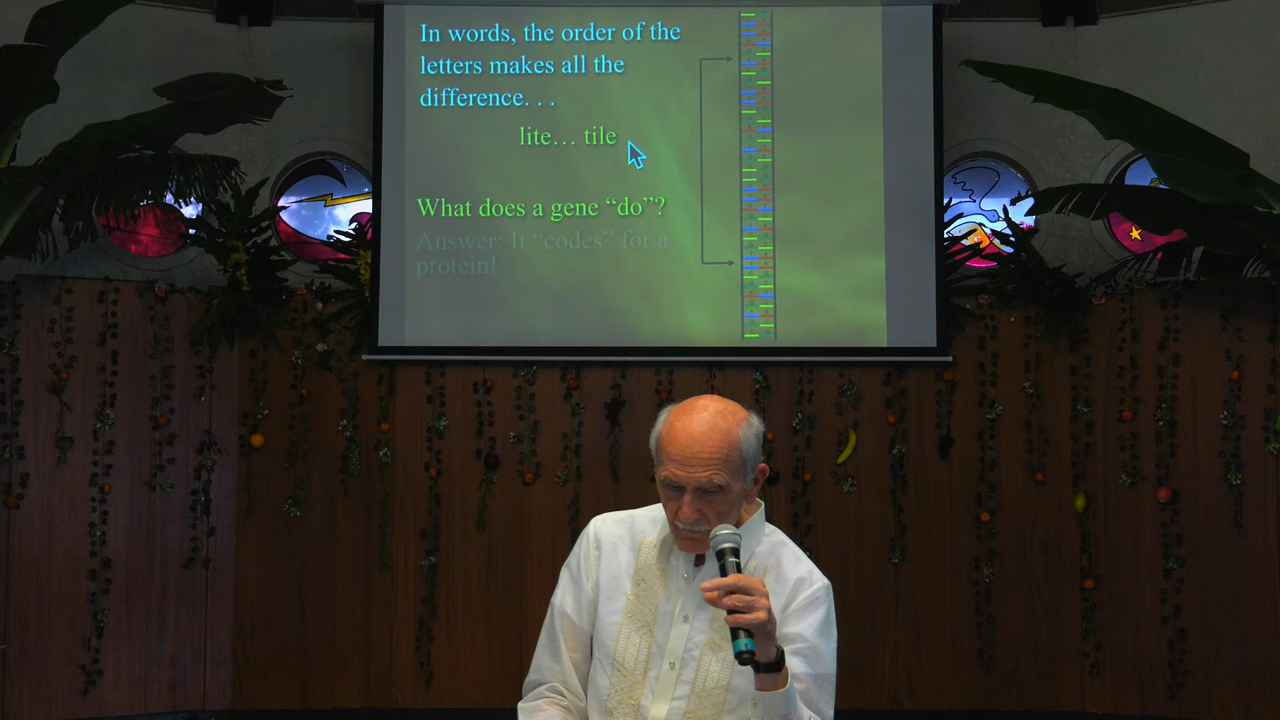 In words, the order of the
letters makes all the
difference. . .
lite... tile
What does a gene “do”?
Answer: It “codes” for a
protein!